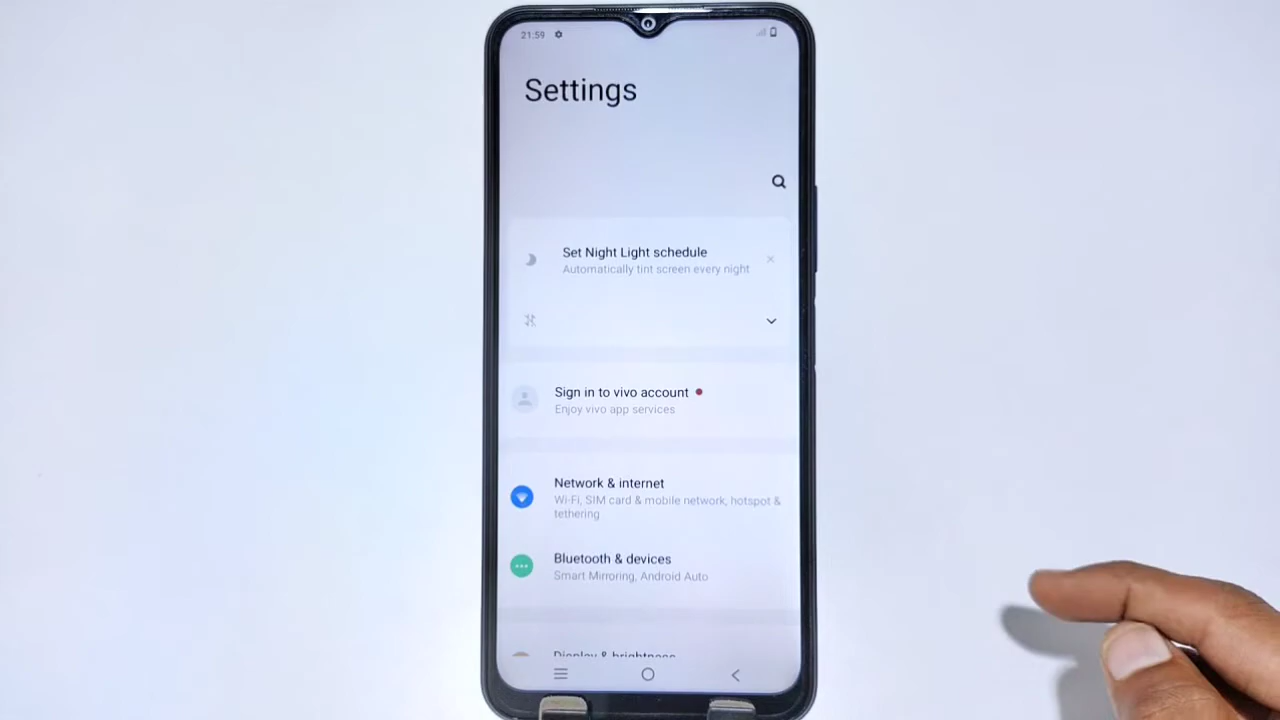 21:59
Settings
Set Night Light schedule
Automatically tint screen every night
Sign in to vivo account
Enjoy vivo app services
Network & internet
Wi-Fi, SIM card & mobile network, hotspot &
tethering
Bluetooth & devices
Smart Mirroring, Android Auto
Display & brightness